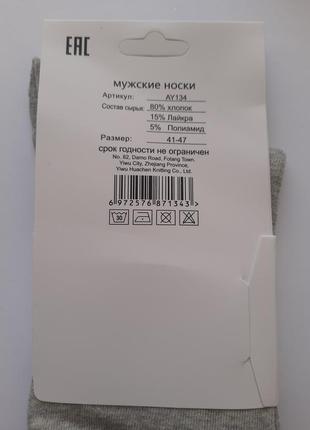 EAC
мужские носки
Артикул: AY134
Состав сырья: 80% хлопок
15% Лайкра
5% Полиамид
Размер: 41-47
срок годности не ограничен
No. 82, Damo Road, Fotang Town.
Yiwu City, Zhejiang Province,
Yiwu Huachen Knitting Co., Ltd.
6 972576 871343 >
30